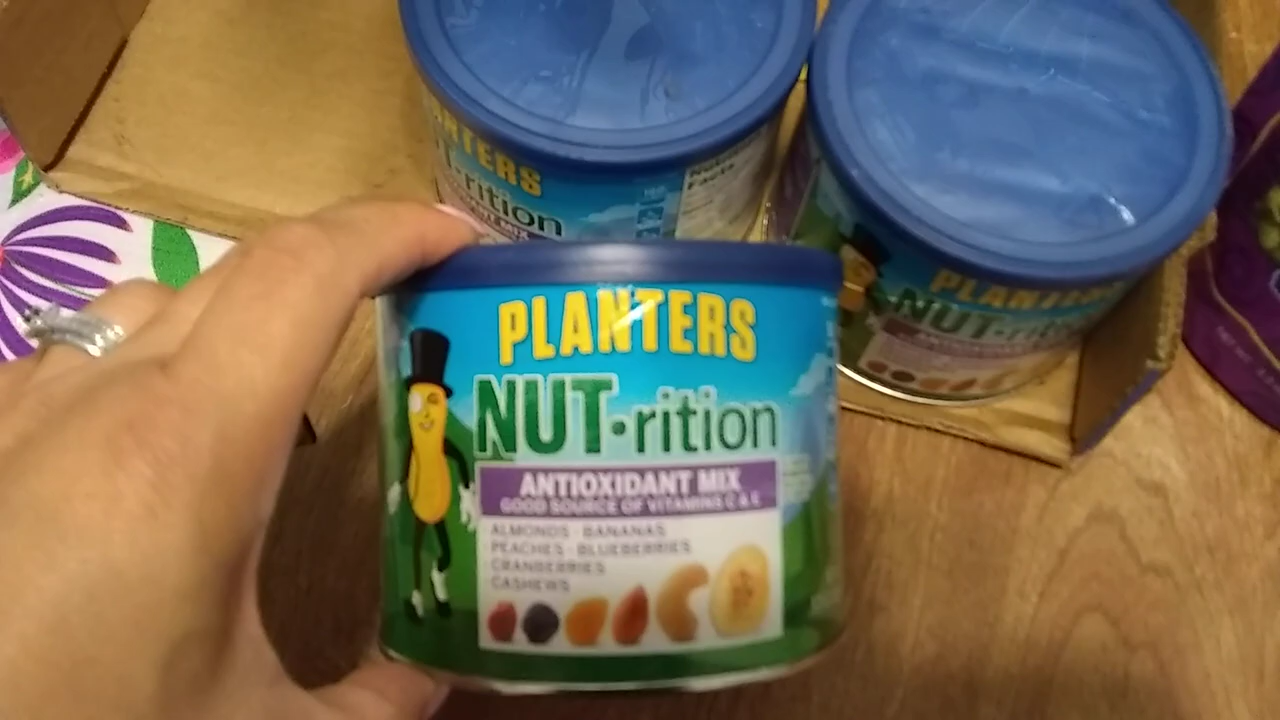 PLANTERS
NUT•rition
Facts
PLANTERS
NUT•rition
PLANTERS
NUT•rition
ANTIOXIDANT MIX
GOOD SOURCE OF VITAMINS C & E
ALMONDS · BANANAS
PEACHES · BLUEBERRIES
CRANBERRIES
CASHEWS